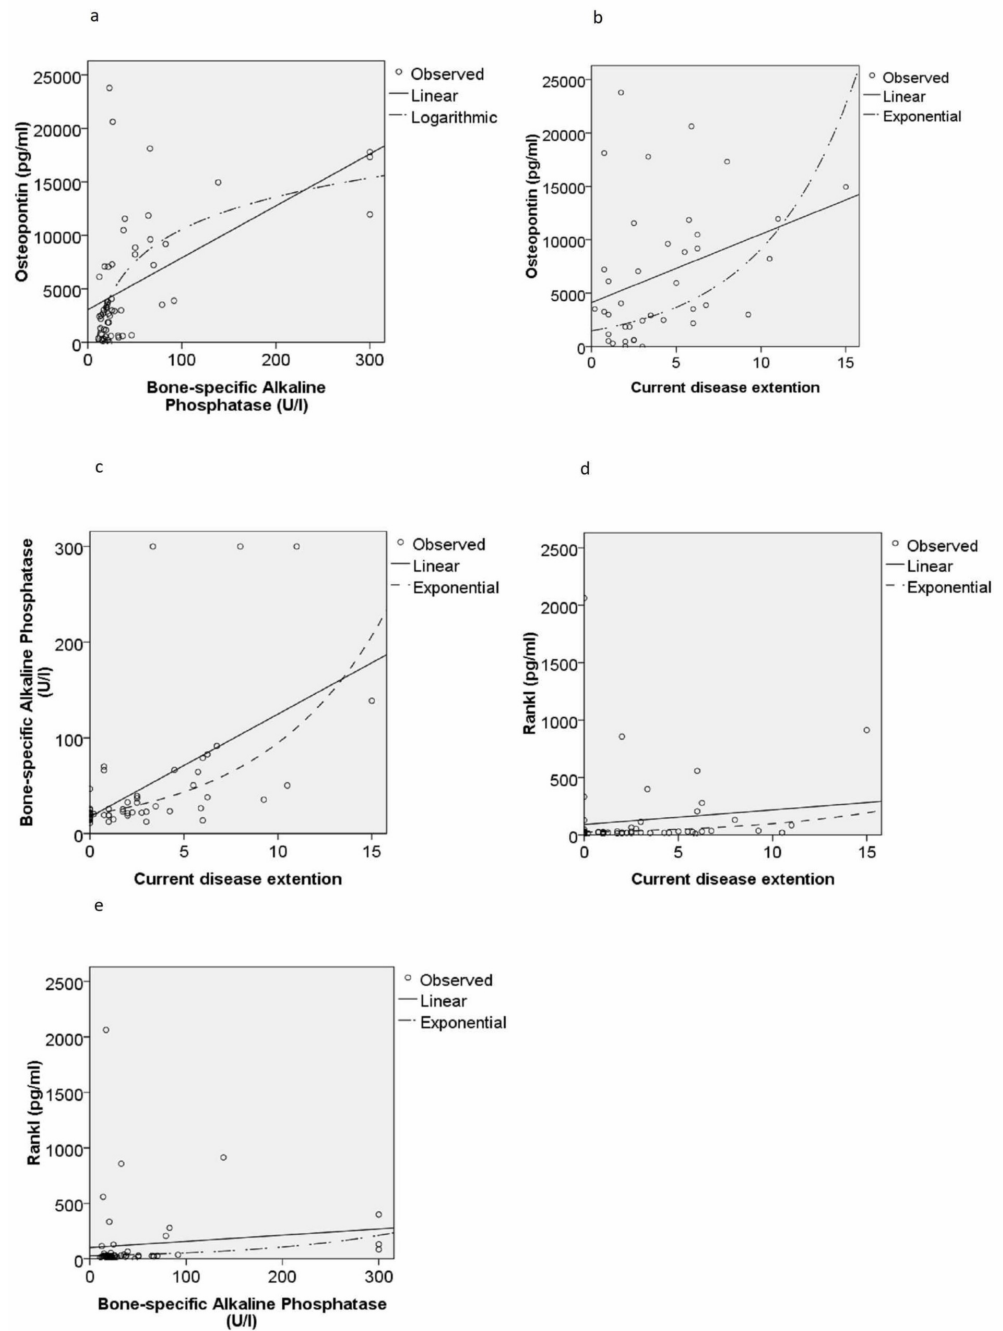 a
25000
20000
15000
10000
5000
0
Osteopontin (pg/ml)
0 100 200 300
Bone-specific Alkaline
Phosphatase (U/l)
Observed
Linear
Logarithmic
b
25000
20000
15000
10000
5000
0
Osteopontin (pg/ml)
0 5 10 15
Current disease extention
Observed
Linear
Exponential
c
300
200
100
0
Bone-specific Alkaline Phosphatase
(U/l)
0 5 10 15
Current disease extention
Observed
Linear
Exponential
d
2500
2000
1500
1000
500
0
Rankl (pg/ml)
0 5 10 15
Current disease extention
Observed
Linear
Exponential
e
2500
2000
1500
1000
500
0
Rankl (pg/ml)
0 100 200 300
Bone-specific Alkaline Phosphatase
(U/l)
Observed
Linear
Exponential